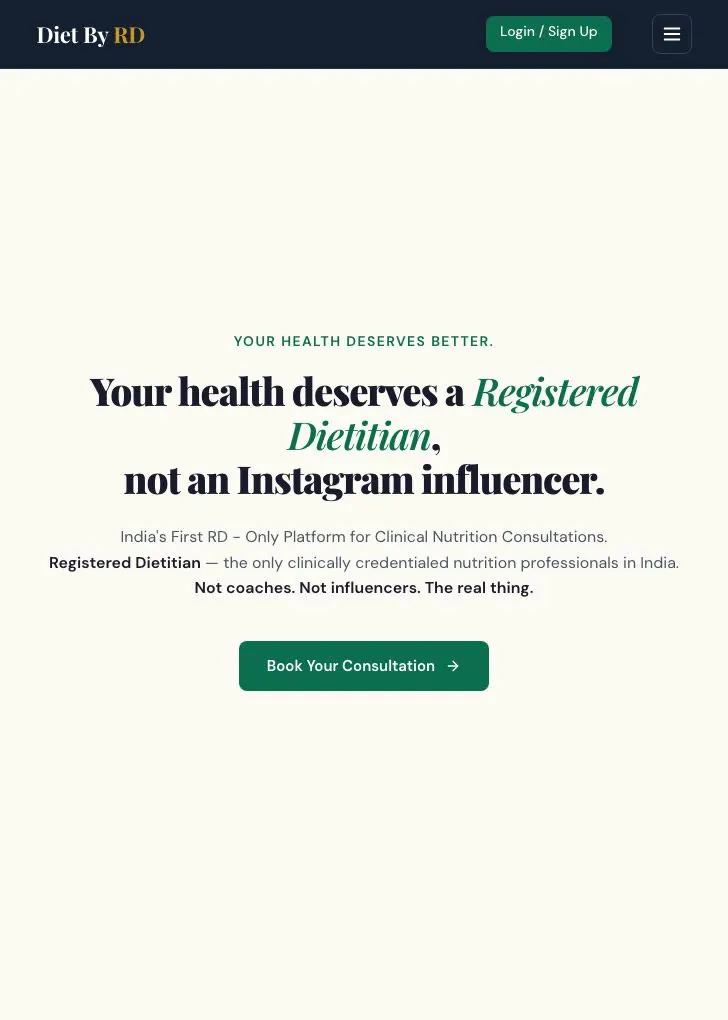 Diet By RD
Login / Sign Up
YOUR HEALTH DESERVES BETTER.
Your health deserves a Registered
Dietitian,
not an Instagram influencer.
India's First RD - Only Platform for Clinical Nutrition Consultations.
Registered Dietitian — the only clinically credentialed nutrition professionals in India.
Not coaches. Not influencers. The real thing.
Book Your Consultation →